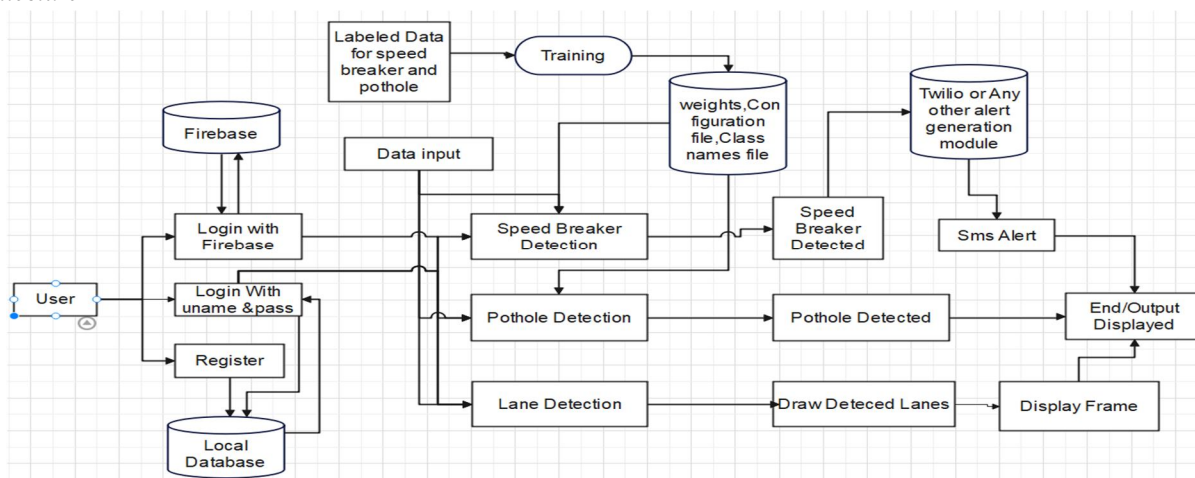 Labeled Data
for speed
breaker and
pothole
Training
weights,Con
figuration
file,Class
names file
Twilio or Any
other alert
generation
module
Firebase
Data input
Login with
Firebase
Speed Breaker
Detection
Speed
Breaker
Detected
Sms Alert
User
Login With
uname &pass
Pothole Detection
Pothole Detected
End/Output
Displayed
Register
Lane Detection
Draw Deteced Lanes
Display Frame
Local
Database